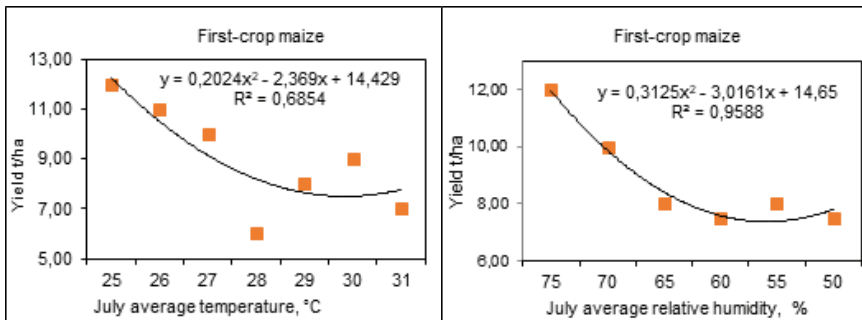 First-crop maize
y = 0,2024x² - 2,369x + 14,429
R² = 0,6854
Yield t/ha
13,00
11,00
9,00
7,00
5,00
25 26 27 28 29 30 31
July average temperature, °C
First-crop maize
y = 0,3125x² - 3,0161x + 14,65
R² = 0,9588
Yield t/ha
12,00
10,00
8,00
6,00
75 70 65 60 55 50
July average relative humidity, %